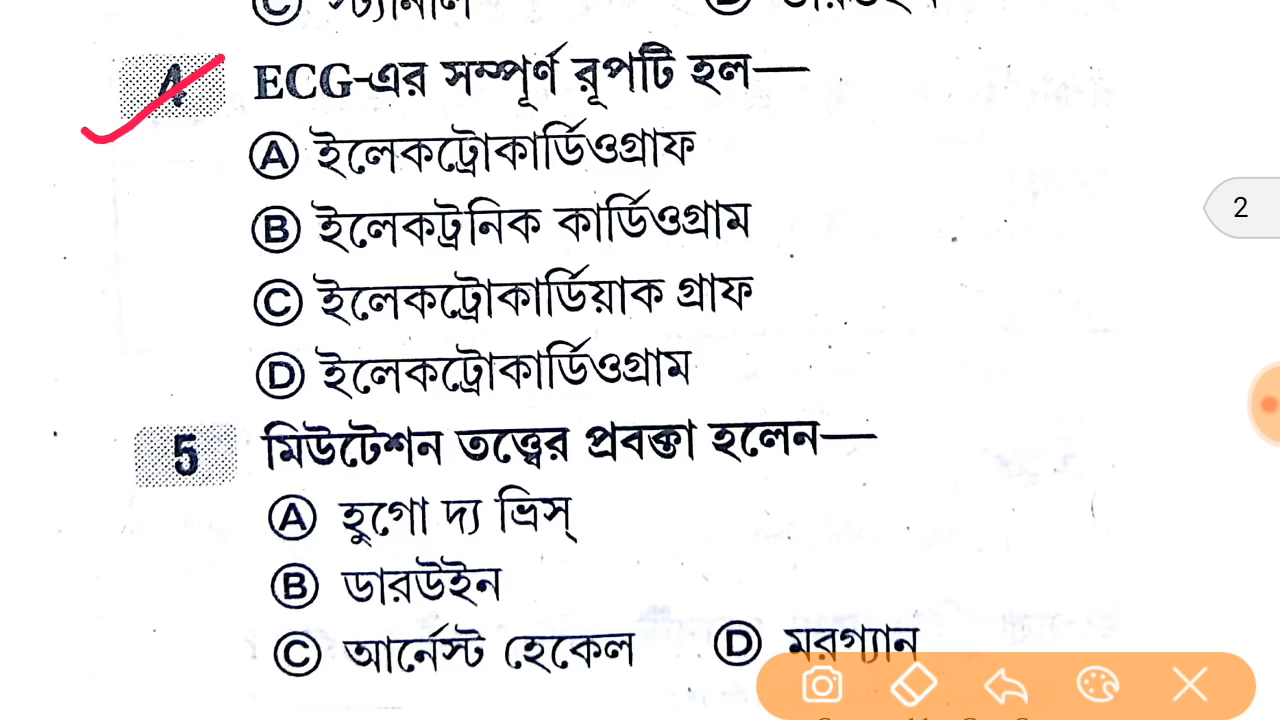 4 ECG-এর সম্পূর্ণ রূপটি হল—
Ⓐ ইলেকট্রোকার্ডিওগ্রাফ
Ⓑ ইলেকট্রনিক কার্ডিওগ্রাম
Ⓒ ইলেকট্রোকার্ডিয়াক গ্রাফ
2
Ⓓ ইলেকট্রোকার্ডিওগ্রাম
5 মিউটেশন তত্ত্বের প্রবক্তা হলেন—
Ⓐ হুগো দ্য ভ্রিস্
Ⓑ ডারউইন
Ⓒ আর্নেস্ট হেকেল Ⓓ মরগ্যান